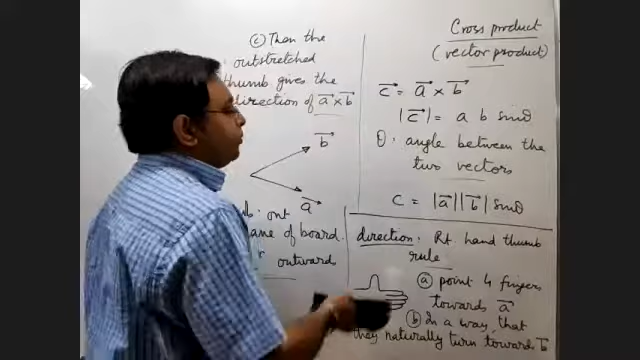 Cross product
(vector product)
c⃗ = a⃗ × b⃗
|c⃗| = a b sinθ
θ: angle between the
two vectors
c = |a⃗||b⃗| sinθ
direction: Rt hand thumb
rule
(a) point 4 fingers
towards a⃗
(b) In a way, that
they naturally turn toward b⃗
(c) Then the
outstretched
thumb gives the
direction of a⃗×b⃗
b⃗
a⃗
out
plane of board.
outwards